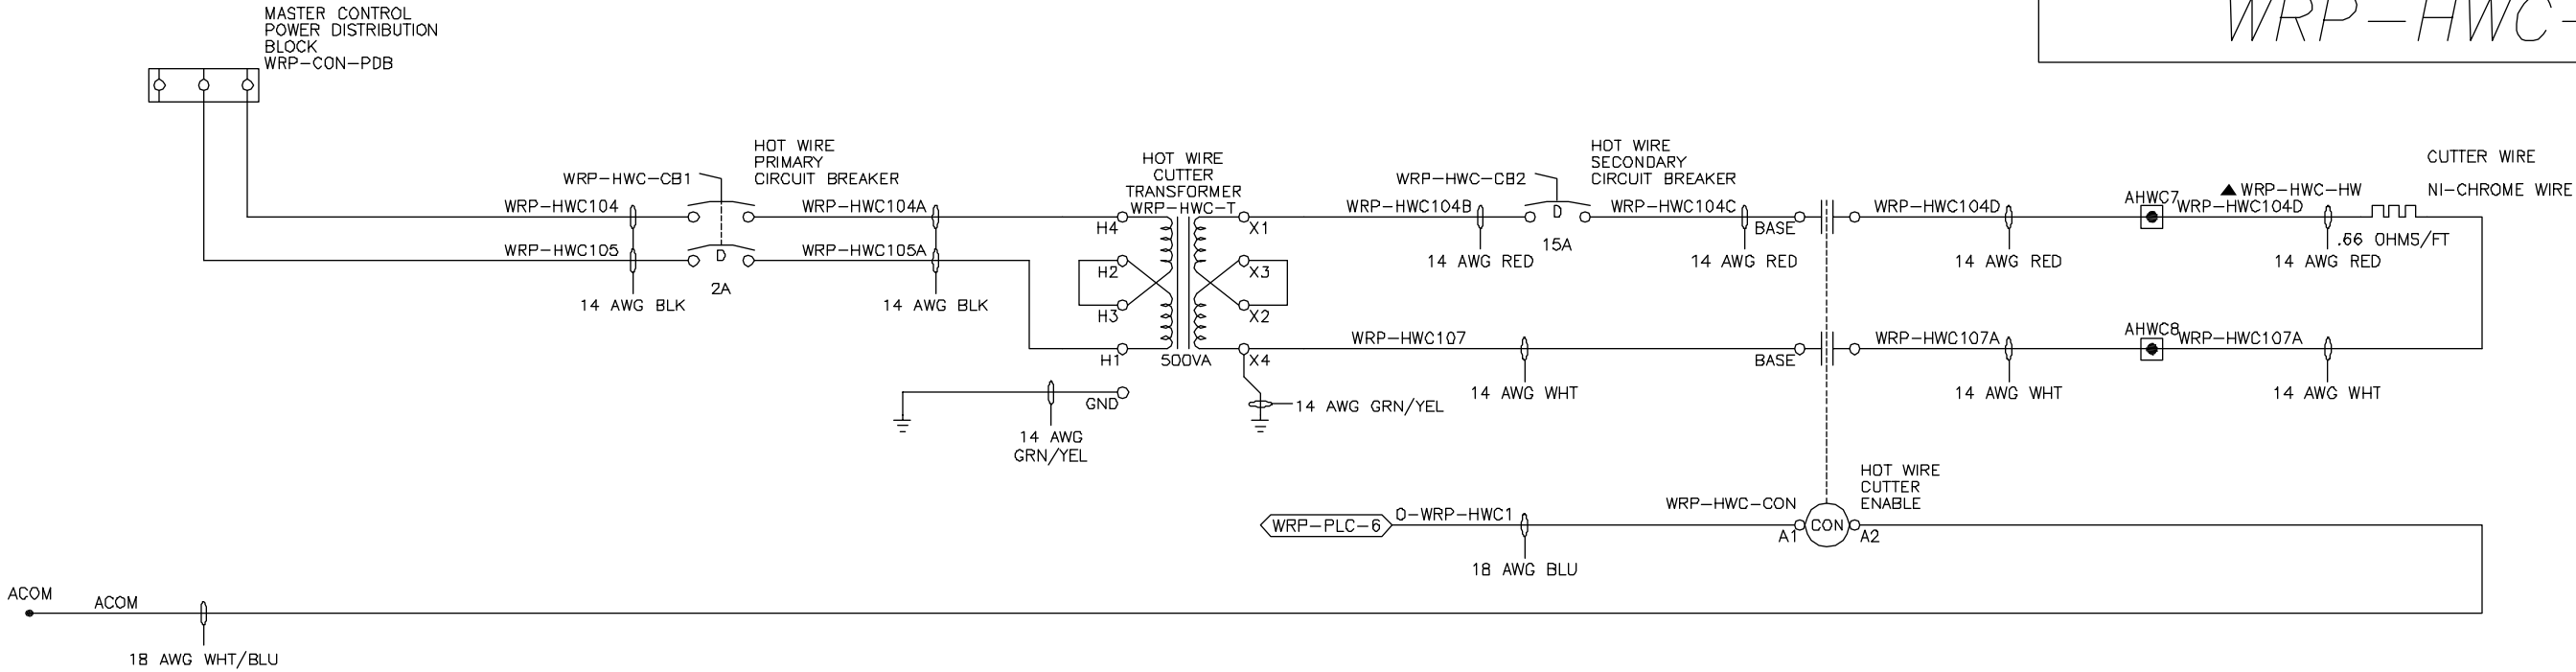 MASTER CONTROL
POWER DISTRIBUTION
BLOCK
WRP-CON-PDB
WRP-HWC-
HOT WIRE
PRIMARY
CIRCUIT BREAKER
WRP-HWC-CB1
WRP-HWC104
WRP-HWC104A
WRP-HWC105
D
WRP-HWC105A
2A
14 AWG BLK
14 AWG BLK
HOT WIRE
CUTTER
TRANSFORMER
WRP-HWC-T
H4
X1
H2
X3
H3
X2
H1
500VA
X4
GND
14 AWG
GRN/YEL
14 AWG GRN/YEL
HOT WIRE
SECONDARY
CIRCUIT BREAKER
WRP-HWC-CB2
WRP-HWC104B
D
WRP-HWC104C
15A
BASE
14 AWG RED
14 AWG RED
WRP-HWC104D
AHWC7
WRP-HWC104D
WRP-HWC-HW
CUTTER WIRE
NI-CHROME WIRE
.66 OHMS/FT
14 AWG RED
14 AWG RED
WRP-HWC107
BASE
WRP-HWC107A
AHWC8
WRP-HWC107A
14 AWG WHT
14 AWG WHT
14 AWG WHT
HOT WIRE
CUTTER
ENABLE
WRP-HWC-CON
WRP-PLC-6
O-WRP-HWC1
CON
A1
A2
18 AWG BLU
ACOM
ACOM
18 AWG WHT/BLU